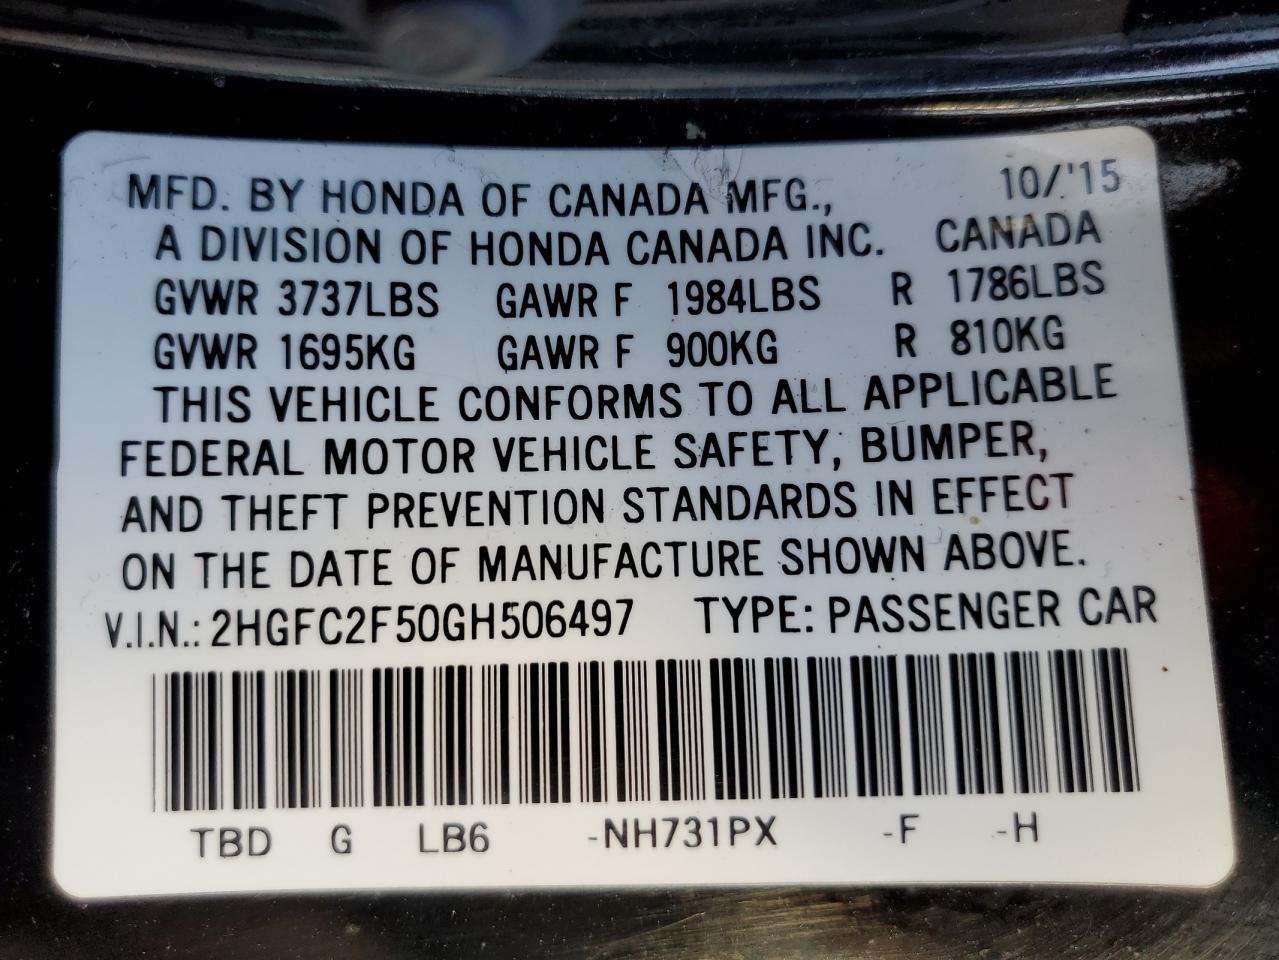 MFD. BY HONDA OF CANADA MFG., 10/'15
A DIVISION OF HONDA CANADA INC. CANADA
GVWR 3737LBS GAWR F 1984LBS R 1786LBS
GVWR 1695KG GAWR F 900KG R 810KG
THIS VEHICLE CONFORMS TO ALL APPLICABLE
FEDERAL MOTOR VEHICLE SAFETY, BUMPER,
AND THEFT PREVENTION STANDARDS IN EFFECT
ON THE DATE OF MANUFACTURE SHOWN ABOVE.
V.I.N.: 2HGFC2F50GH506497 TYPE: PASSENGER CAR
TBD G LB6 -NH731PX -F -H